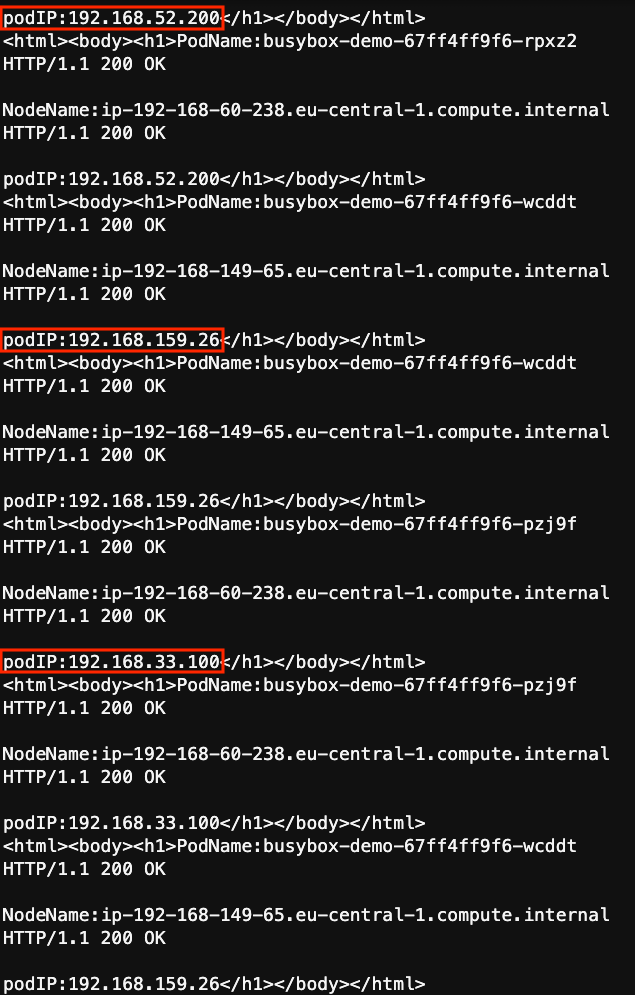 podIP:192.168.52.200</h1></body></html>
<html><body><h1>PodName:busybox-demo-67ff4ff9f6-rpxz2
HTTP/1.1 200 OK
NodeName:ip-192-168-60-238.eu-central-1.compute.internal
HTTP/1.1 200 OK
podIP:192.168.52.200</h1></body></html>
<html><body><h1>PodName:busybox-demo-67ff4ff9f6-wcddt
HTTP/1.1 200 OK
NodeName:ip-192-168-149-65.eu-central-1.compute.internal
HTTP/1.1 200 OK
podIP:192.168.159.26</h1></body></html>
<html><body><h1>PodName:busybox-demo-67ff4ff9f6-wcddt
HTTP/1.1 200 OK
NodeName:ip-192-168-149-65.eu-central-1.compute.internal
HTTP/1.1 200 OK
podIP:192.168.159.26</h1></body></html>
<html><body><h1>PodName:busybox-demo-67ff4ff9f6-pzj9f
HTTP/1.1 200 OK
NodeName:ip-192-168-60-238.eu-central-1.compute.internal
HTTP/1.1 200 OK
podIP:192.168.33.100</h1></body></html>
<html><body><h1>PodName:busybox-demo-67ff4ff9f6-pzj9f
HTTP/1.1 200 OK
NodeName:ip-192-168-60-238.eu-central-1.compute.internal
HTTP/1.1 200 OK
podIP:192.168.33.100</h1></body></html>
<html><body><h1>PodName:busybox-demo-67ff4ff9f6-wcddt
HTTP/1.1 200 OK
NodeName:ip-192-168-149-65.eu-central-1.compute.internal
HTTP/1.1 200 OK
podIP:192.168.159.26</h1></body></html>